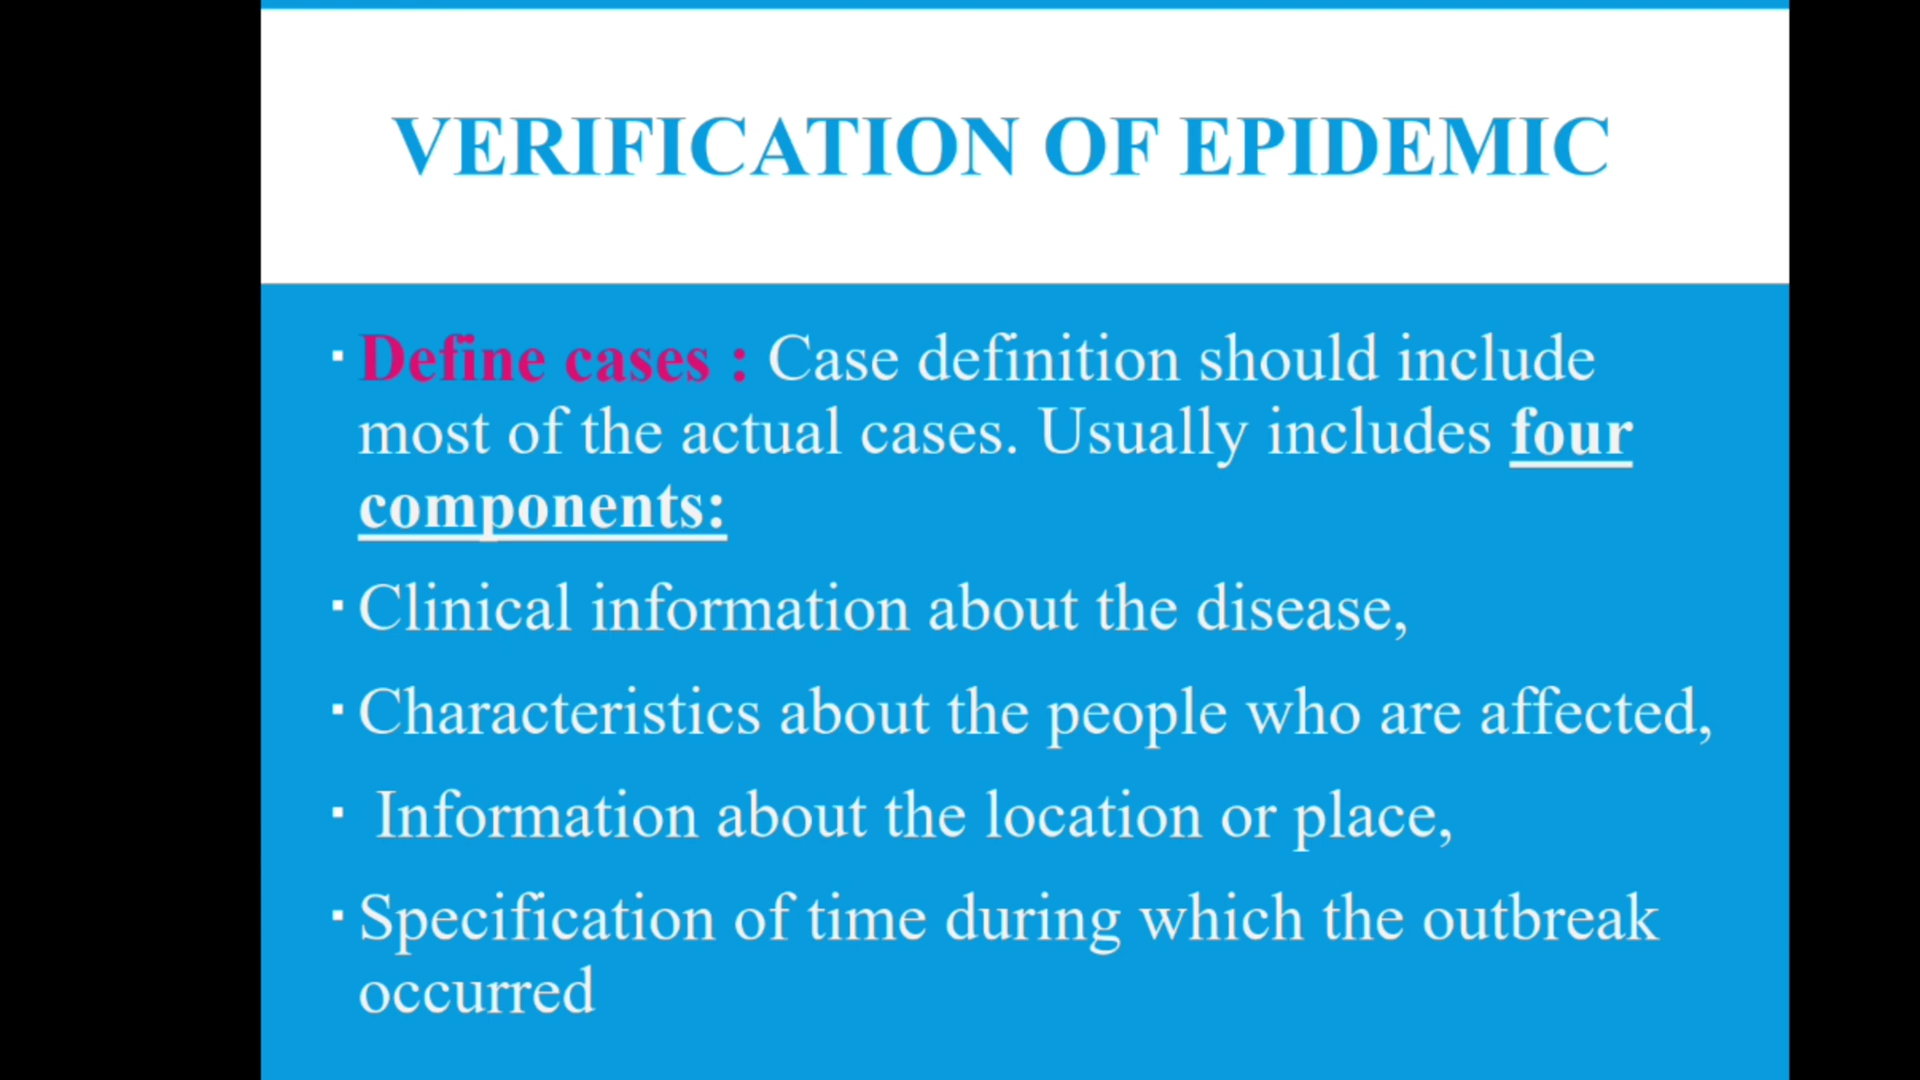 VERIFICATION OF EPIDEMIC
▪ Define cases : Case definition should include
most of the actual cases. Usually includes four
components:
▪ Clinical information about the disease,
▪ Characteristics about the people who are affected,
▪ Information about the location or place,
▪ Specification of time during which the outbreak
occurred